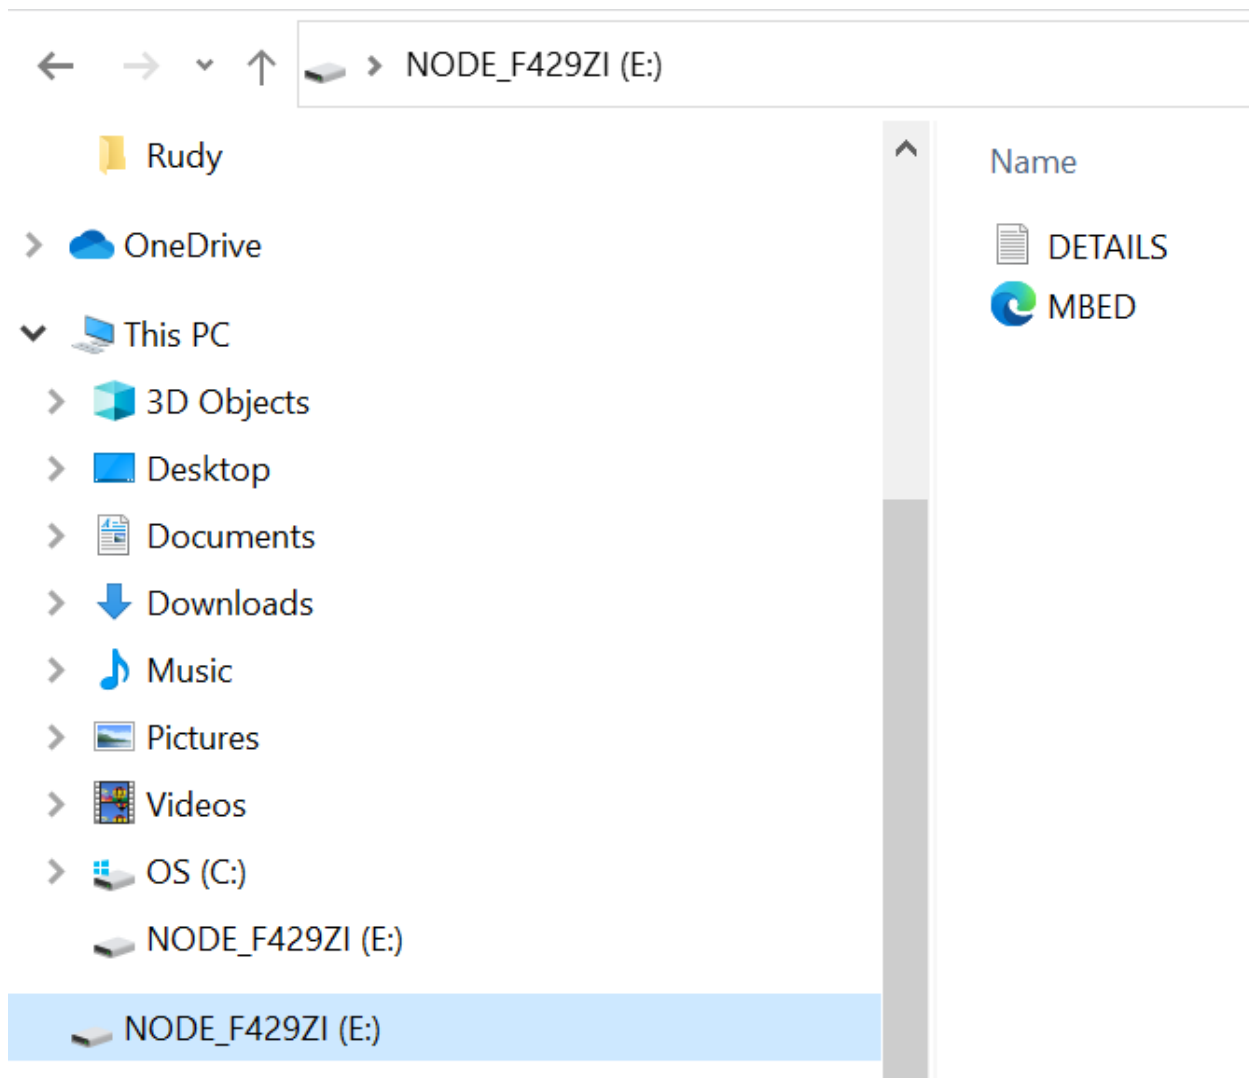 NODE_F429ZI (E:)
Rudy
OneDrive
This PC
3D Objects
Desktop
Documents
Downloads
Music
Pictures
Videos
OS (C:)
NODE_F429ZI (E:)
NODE_F429ZI (E:)
Name
DETAILS
MBED